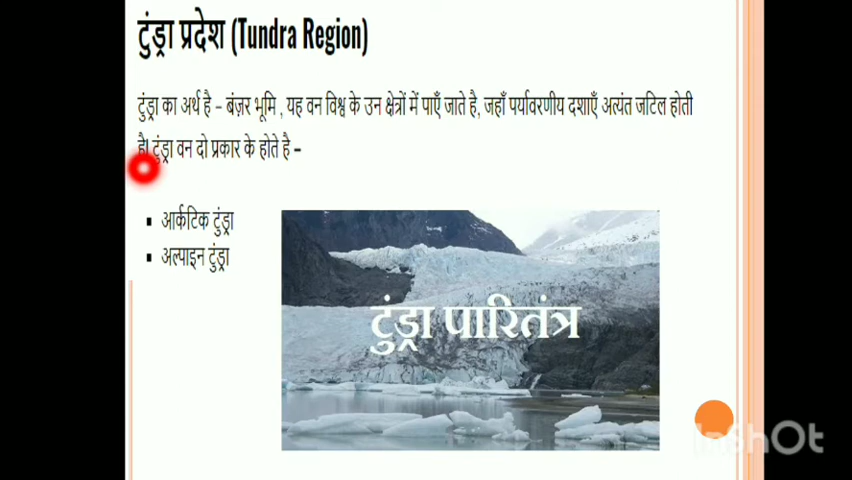 टुंड्रा प्रदेश (Tundra Region)
टुंड्रा का अर्थ है – बंज़र भूमि , यह वन विश्व के उन क्षेत्रों में पाएँ जाते है, जहाँ पर्यावरणीय दशाएँ अत्यंत जटिल होती
है। टुंड्रा वन दो प्रकार के होते है –
▪ आर्कटिक टुंड्रा
▪ अल्पाइन टुंड्रा
टुंड्रा पारितंत्र
InShOt